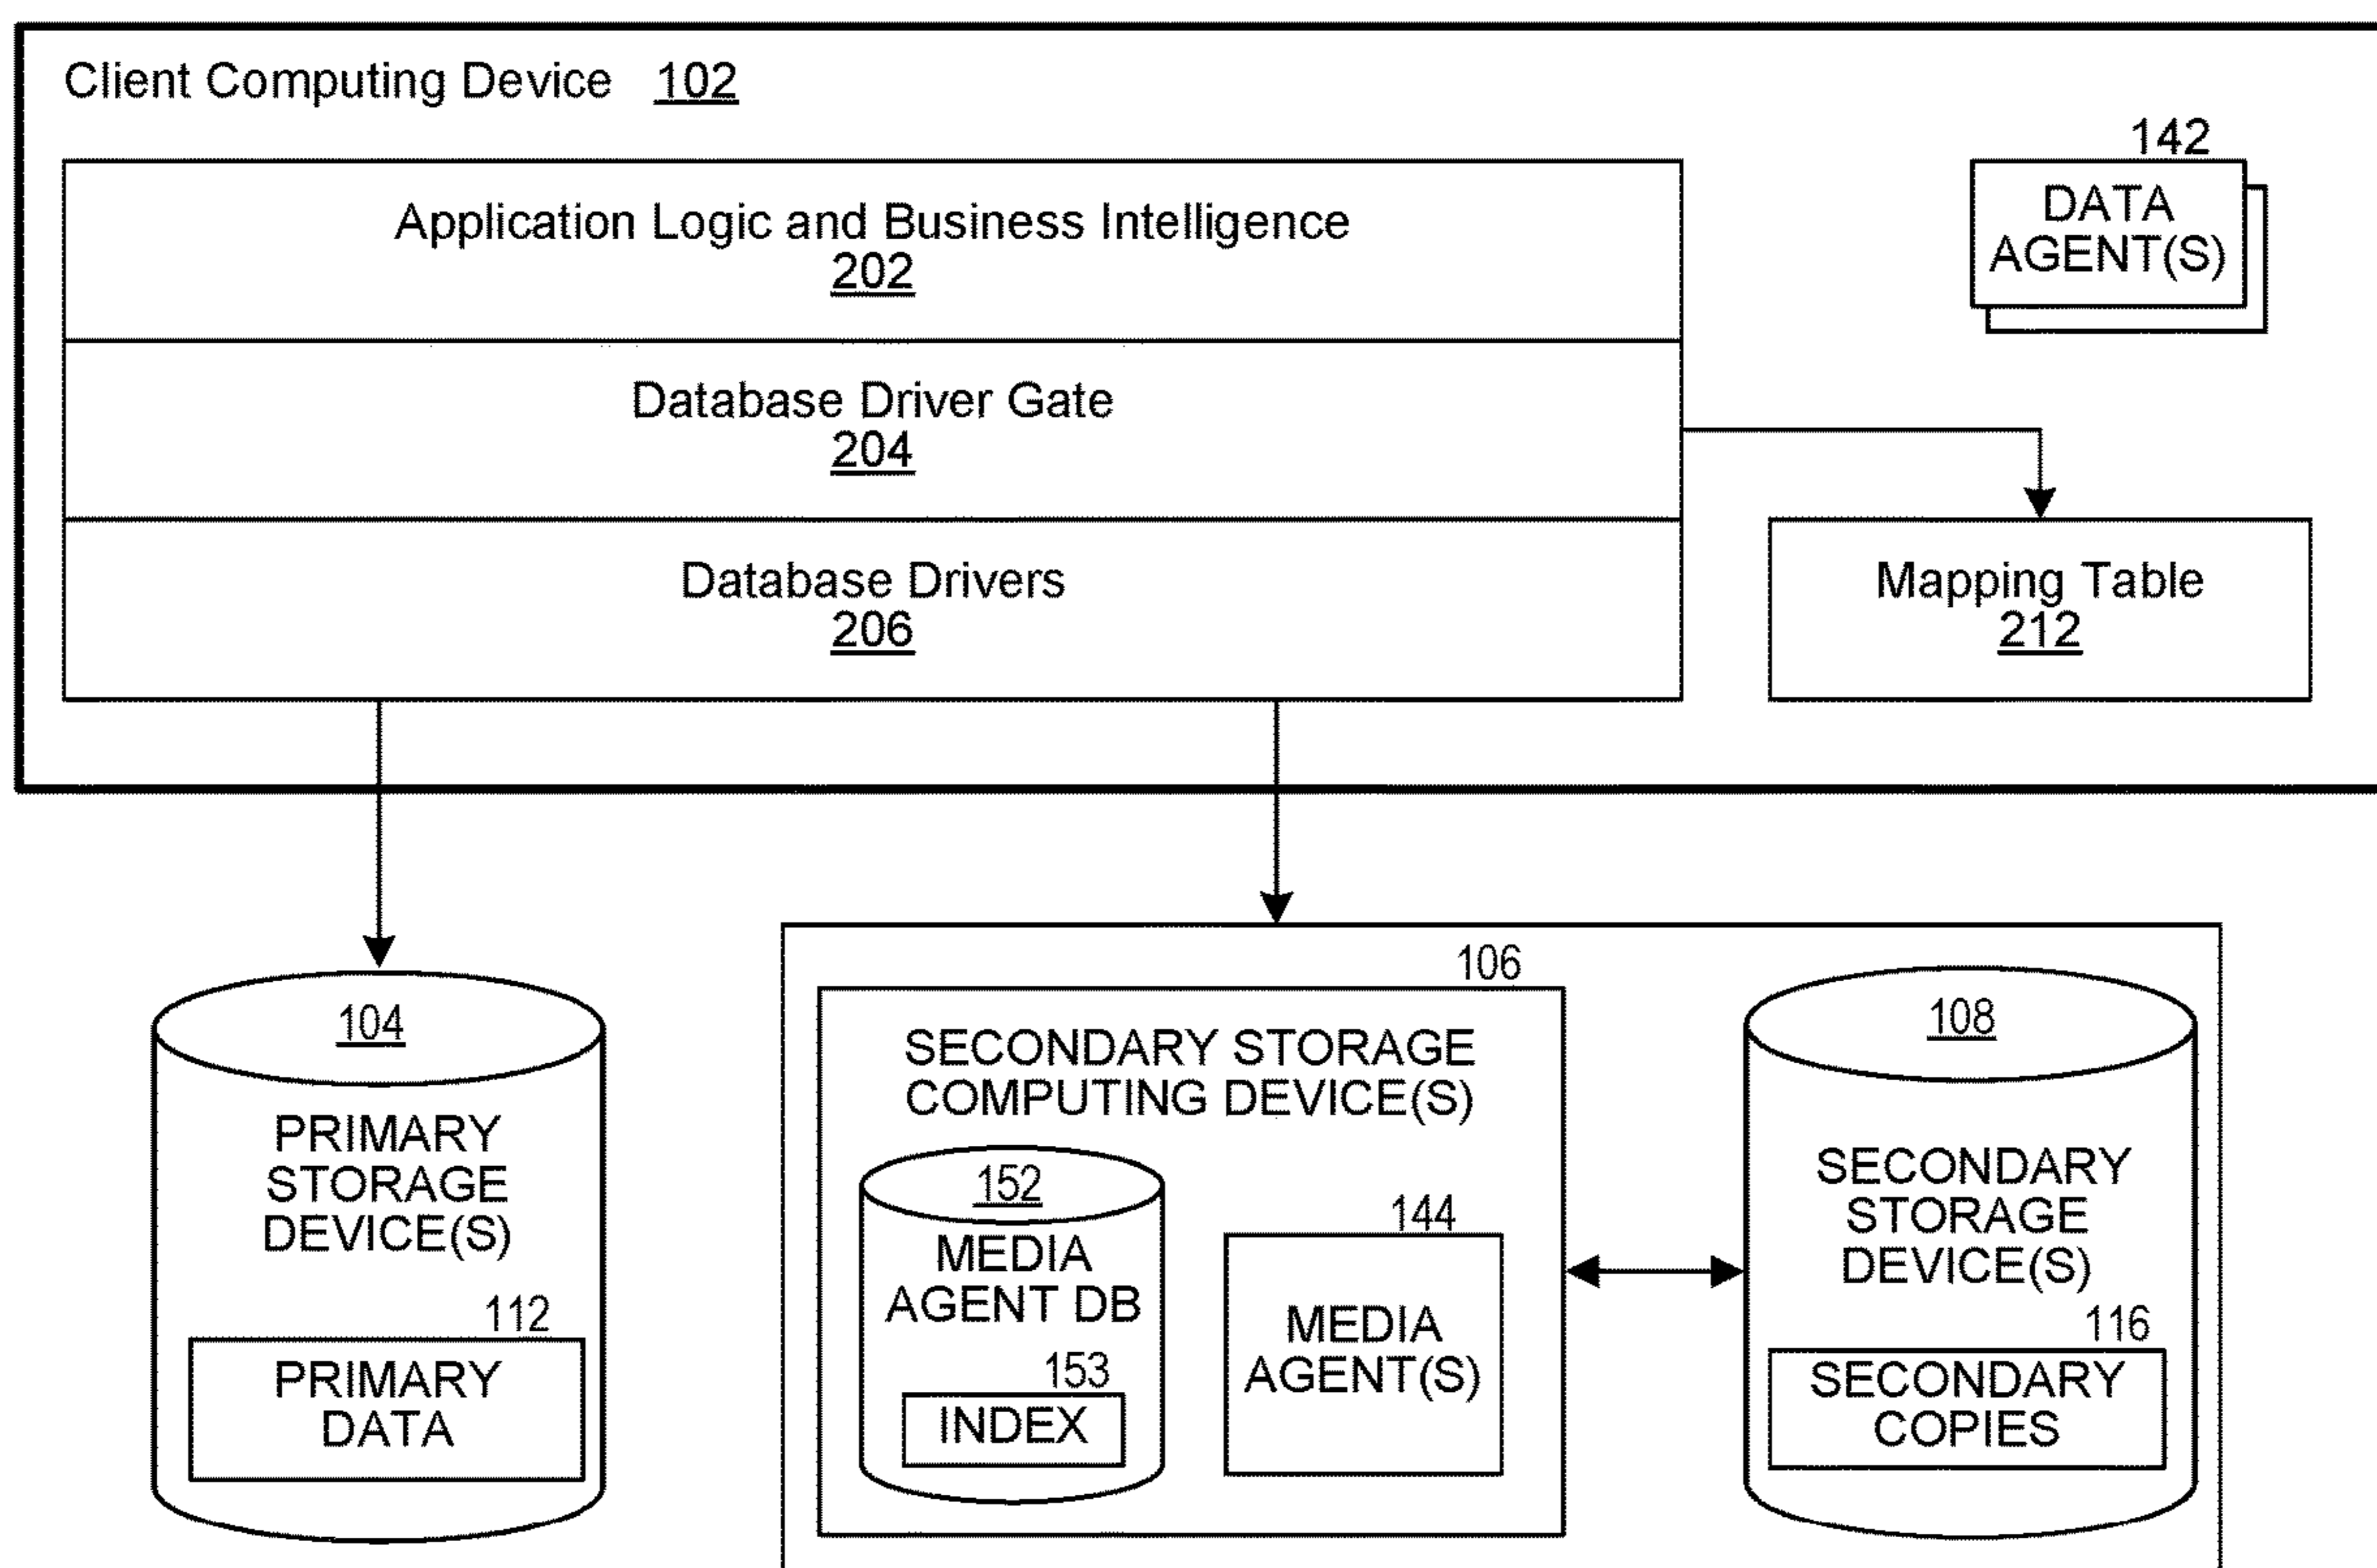 Client Computing Device 102
142
DATA
AGENT(S)
Application Logic and Business Intelligence
202
Database Driver Gate
204
Database Drivers
206
Mapping Table
212
104
PRIMARY
STORAGE
DEVICE(S)
112
PRIMARY
DATA
106
SECONDARY STORAGE
COMPUTING DEVICE(S)
152
MEDIA
AGENT DB
153
INDEX
144
MEDIA
AGENT(S)
108
SECONDARY
STORAGE
DEVICE(S)
116
SECONDARY
COPIES